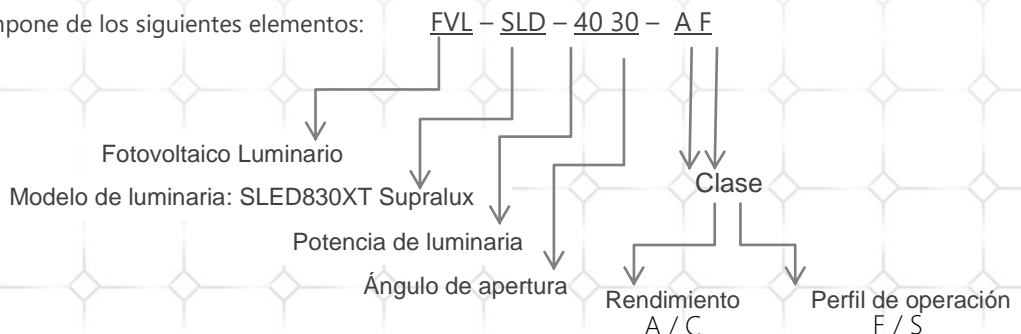 de los siguientes elementos: FVL – SLD – 40 30 – A F
Fotovoltaico Luminario
Modelo de luminaria: SLED830XT Supralux
Clase
Potencia de luminaria
Ángulo de apertura
Rendimiento
Perfil de operación
A / C
F / S